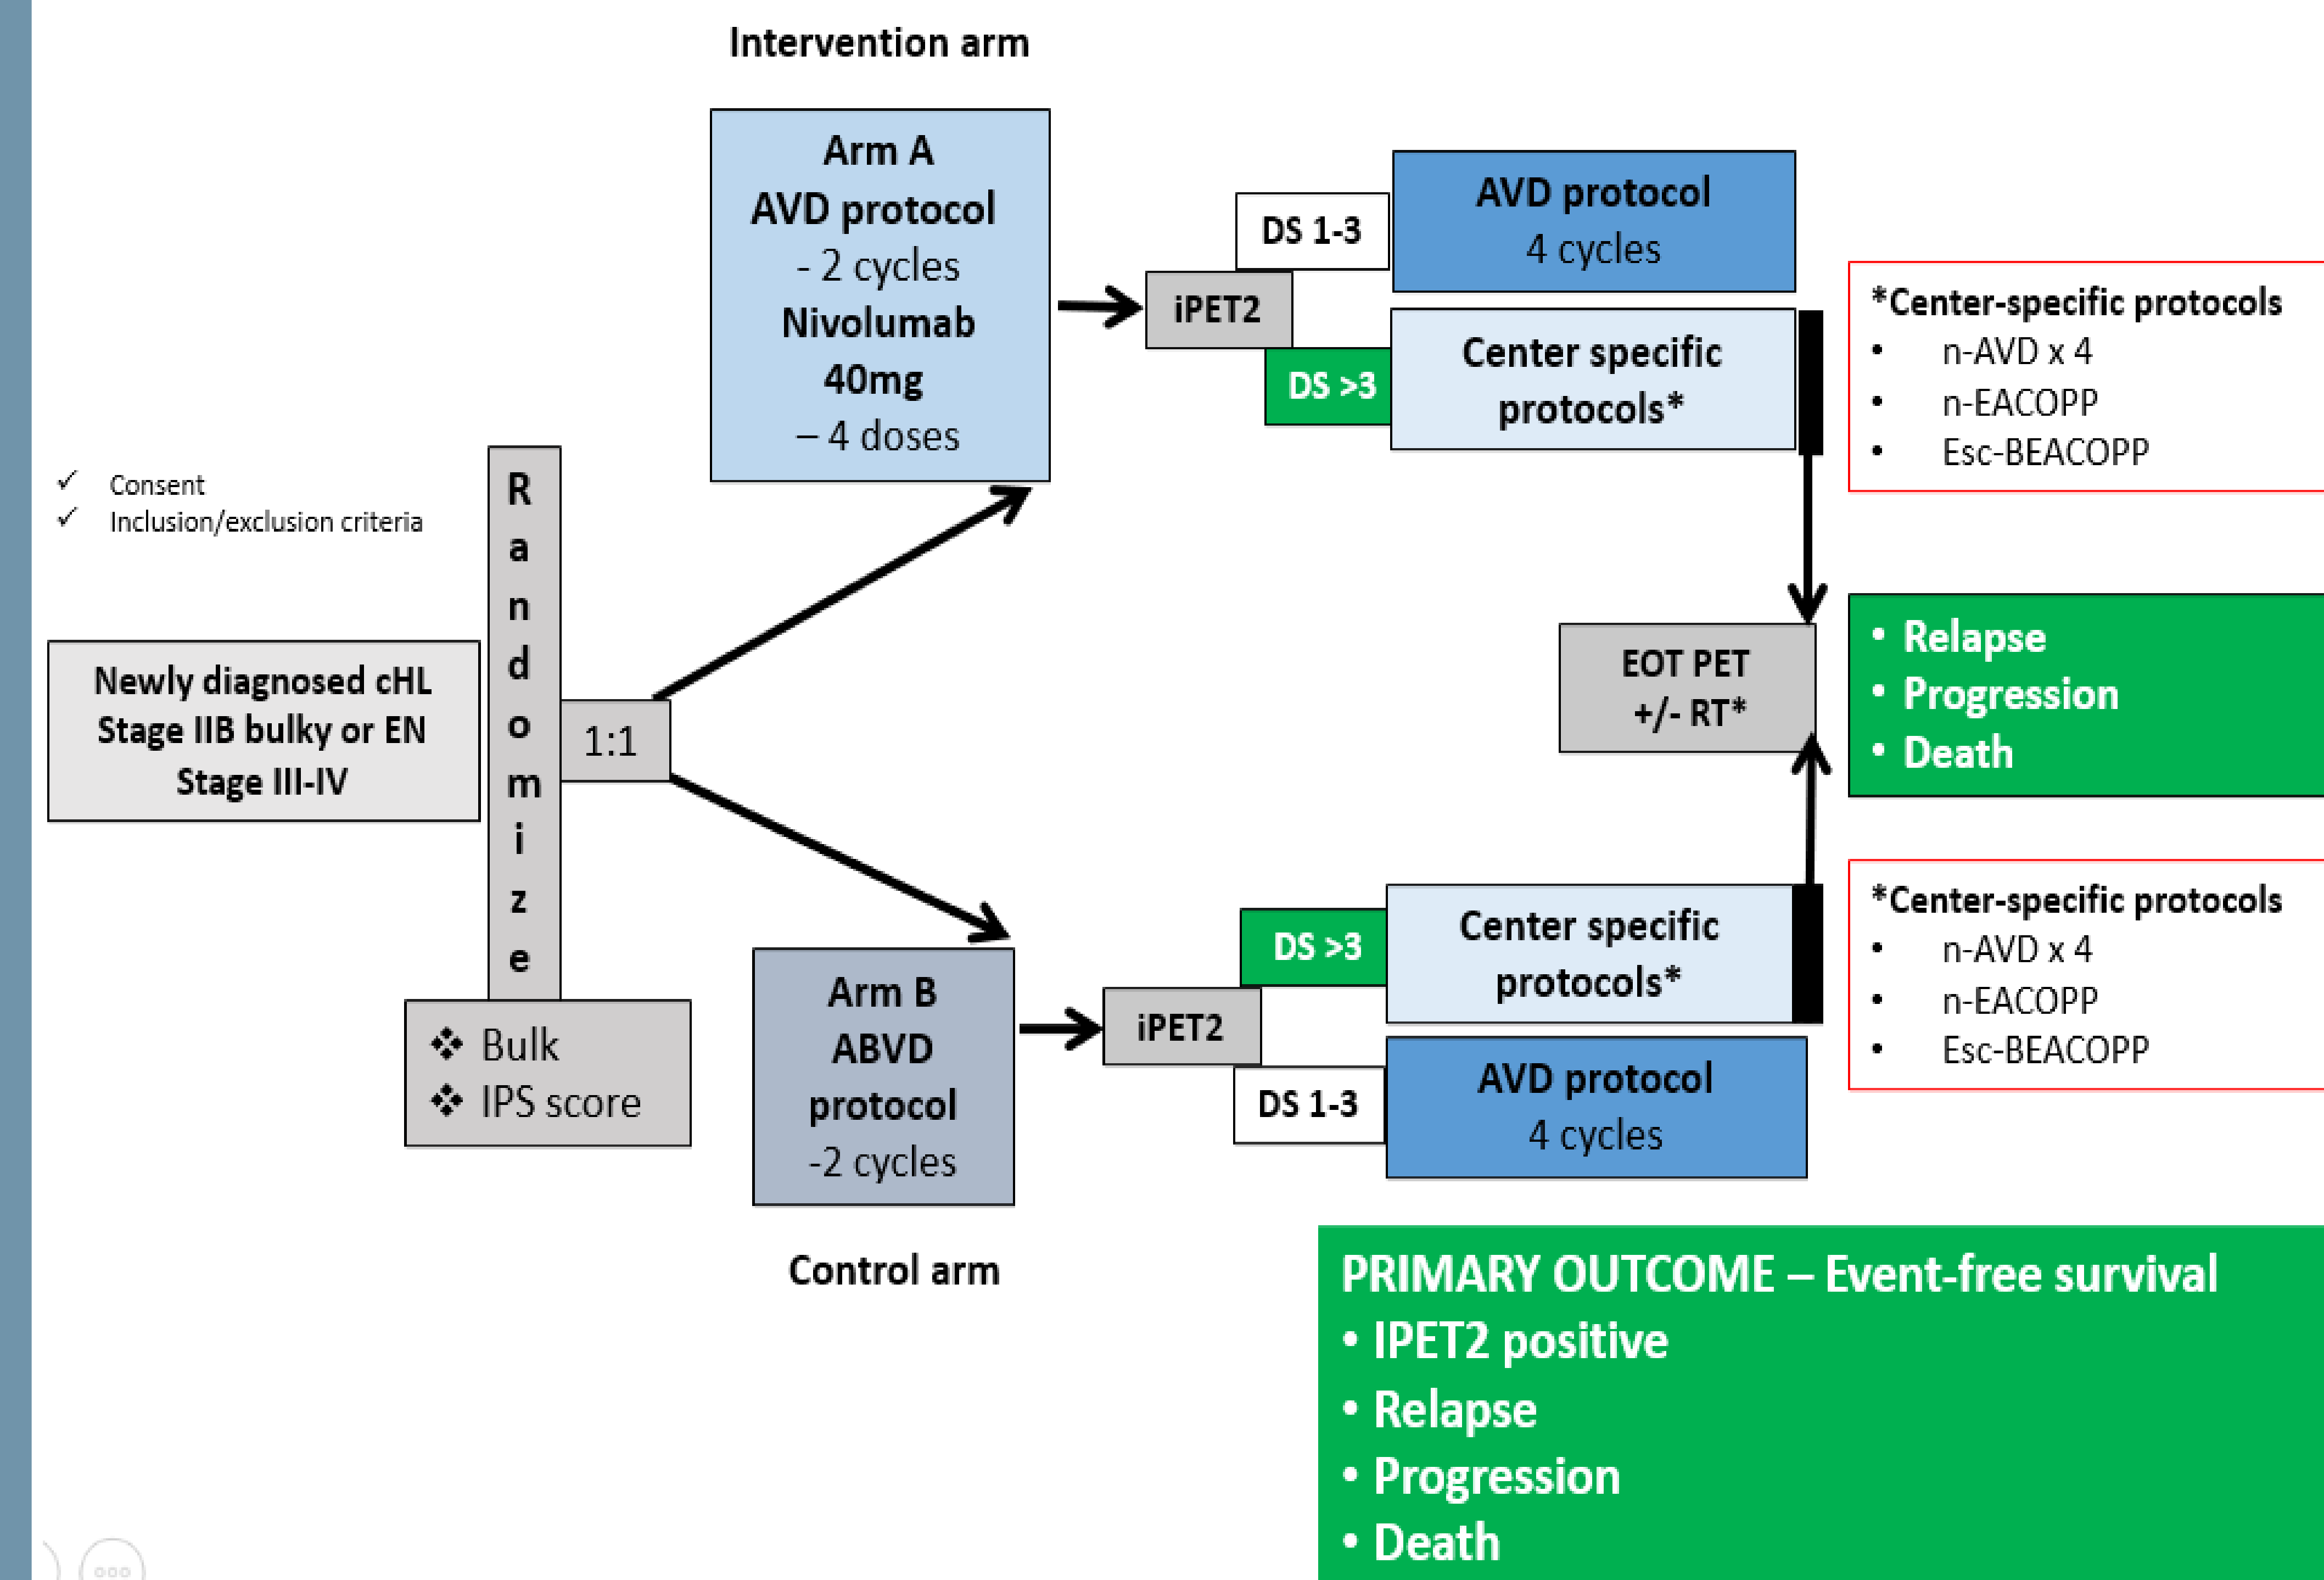 Intervention arm
Arm A
AVD protocol
- 2 cycles
Nivolumab
40mg
– 4 doses
iPET2
DS 1-3
AVD protocol
4 cycles
DS >3
Center specific
protocols*
*Center-specific protocols
• n-AVD x 4
• n-EACOPP
• Esc-BEACOPP
✓ Consent
✓ Inclusion/exclusion criteria
Newly diagnosed cHL
Stage IIB bulky or EN
Stage III-IV
R
a
n
d
o
m
i
z
e
1:1
❖ Bulk
❖ IPS score
EOT PET
+/- RT*
• Relapse
• Progression
• Death
Arm B
ABVD
protocol
-2 cycles
Control arm
iPET2
DS >3
Center specific
protocols*
DS 1-3
AVD protocol
4 cycles
*Center-specific protocols
• n-AVD x 4
• n-EACOPP
• Esc-BEACOPP
PRIMARY OUTCOME – Event-free survival
• IPET2 positive
• Relapse
• Progression
• Death